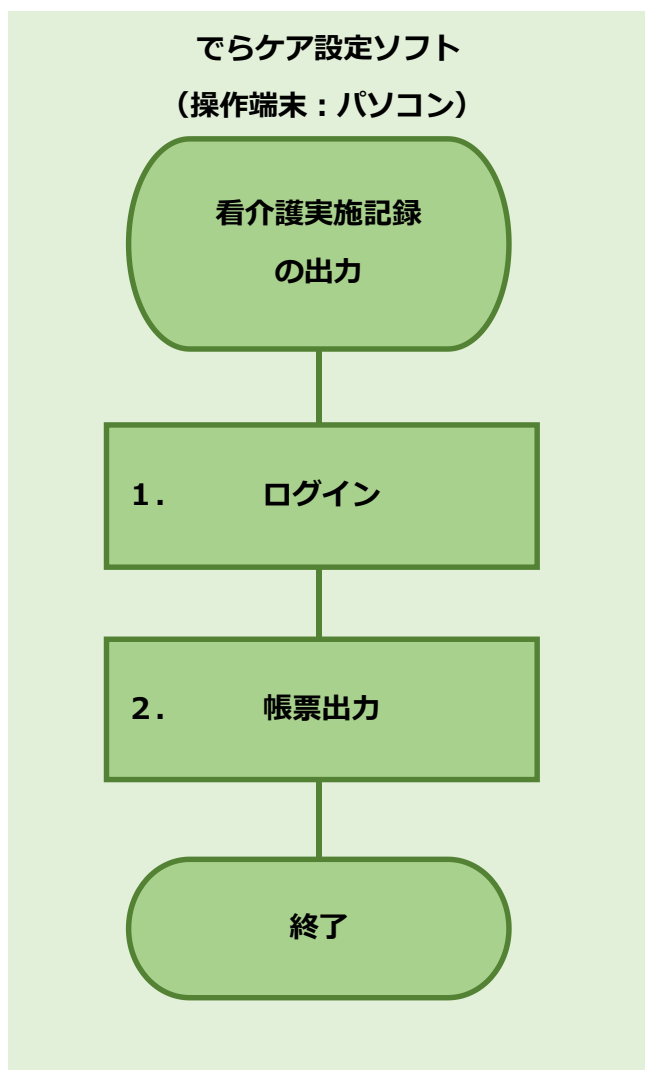 でらケア設定ソフト
（操作端末：パソコン）
看介護実施記録
の出力
１．　ログイン
２．　帳票出力
終了